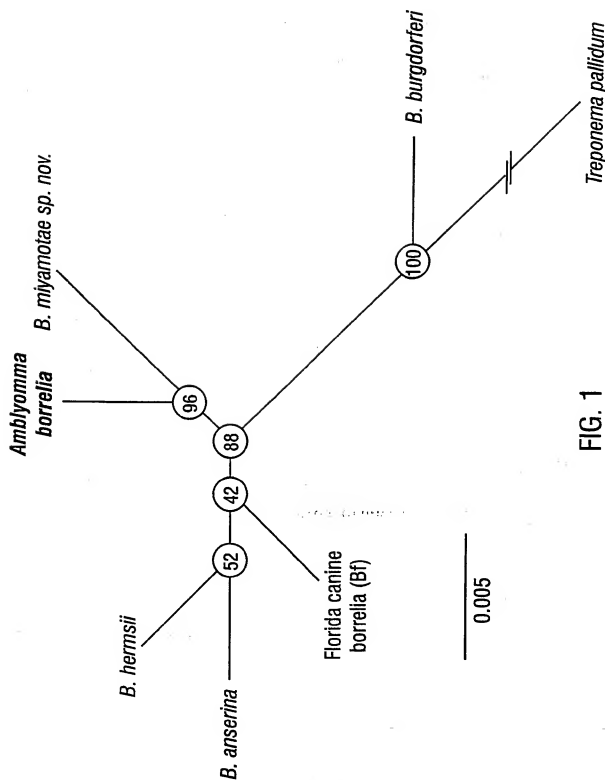 Amblyomma
borrelia
B. miyamotae sp. nov.
96
B. hermsii
52
42
88
B. anserina
Florida canine
borrelia (Bf)
100
B. burgdorferi
Treponema pallidum
0.005
FIG. 1